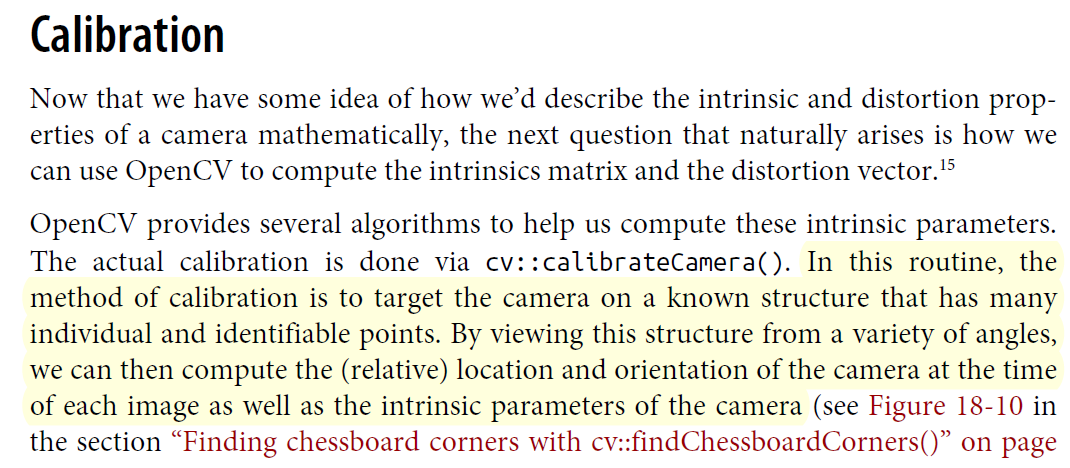 Calibration
Now that we have some idea of how we’d describe the intrinsic and distortion prop-
erties of a camera mathematically, the next question that naturally arises is how we
can use OpenCV to compute the intrinsics matrix and the distortion vector.¹⁵
OpenCV provides several algorithms to help us compute these intrinsic parameters.
The actual calibration is done via cv::calibrateCamera(). In this routine, the
method of calibration is to target the camera on a known structure that has many
individual and identifiable points. By viewing this structure from a variety of angles,
we can then compute the (relative) location and orientation of the camera at the time
of each image as well as the intrinsic parameters of the camera (see Figure 18-10 in
the section “Finding chessboard corners with cv::findChessboardCorners()” on page